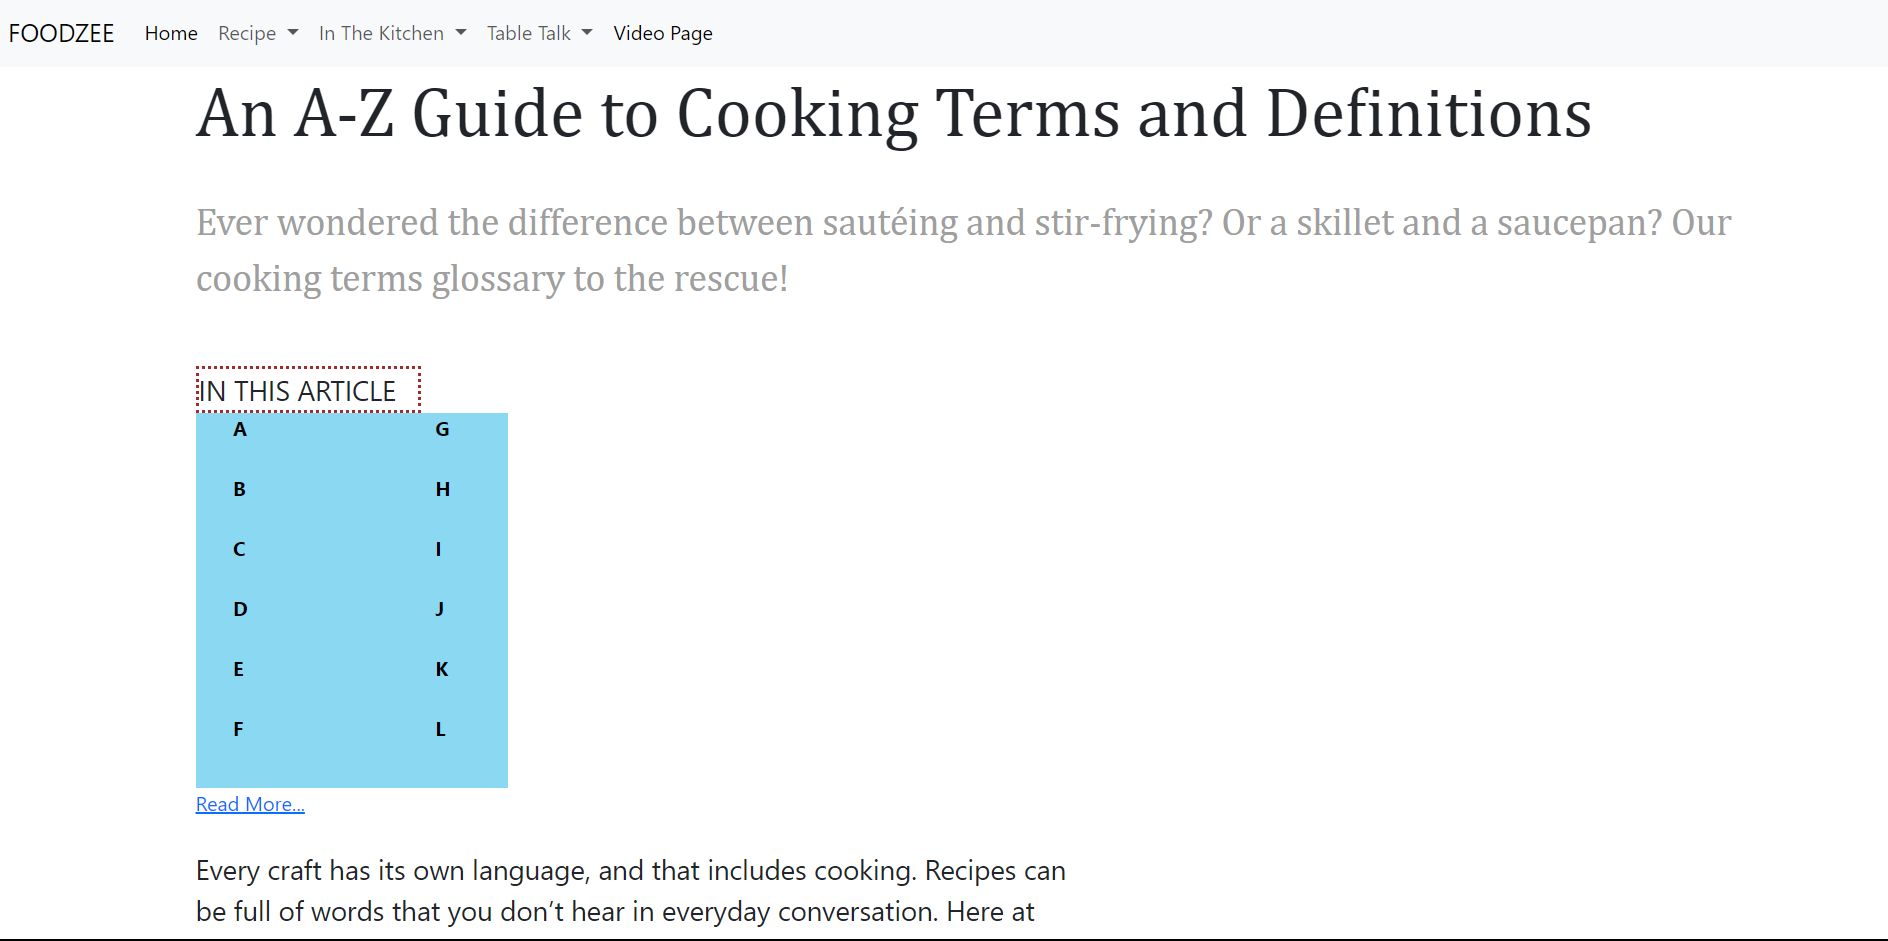 FOODZEE Home Recipe In The Kitchen Table Talk Video Page
An A-Z Guide to Cooking Terms and Definitions
Ever wondered the difference between sautéing and stir-frying? Or a skillet and a saucepan? Our
cooking terms glossary to the rescue!
IN THIS ARTICLE
A G
B H
C I
D J
E K
F L
Read More...
Every craft has its own language, and that includes cooking. Recipes can
be full of words that you don’t hear in everyday conversation. Here at